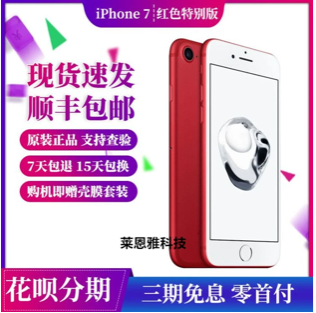 iPhone 7 红色特别版
现货速发
顺丰包邮
原装正品 支持查验
7天包退 15天包换
购机即赠壳膜套装
莱恩雅科技
花呗分期
三期免息 零首付